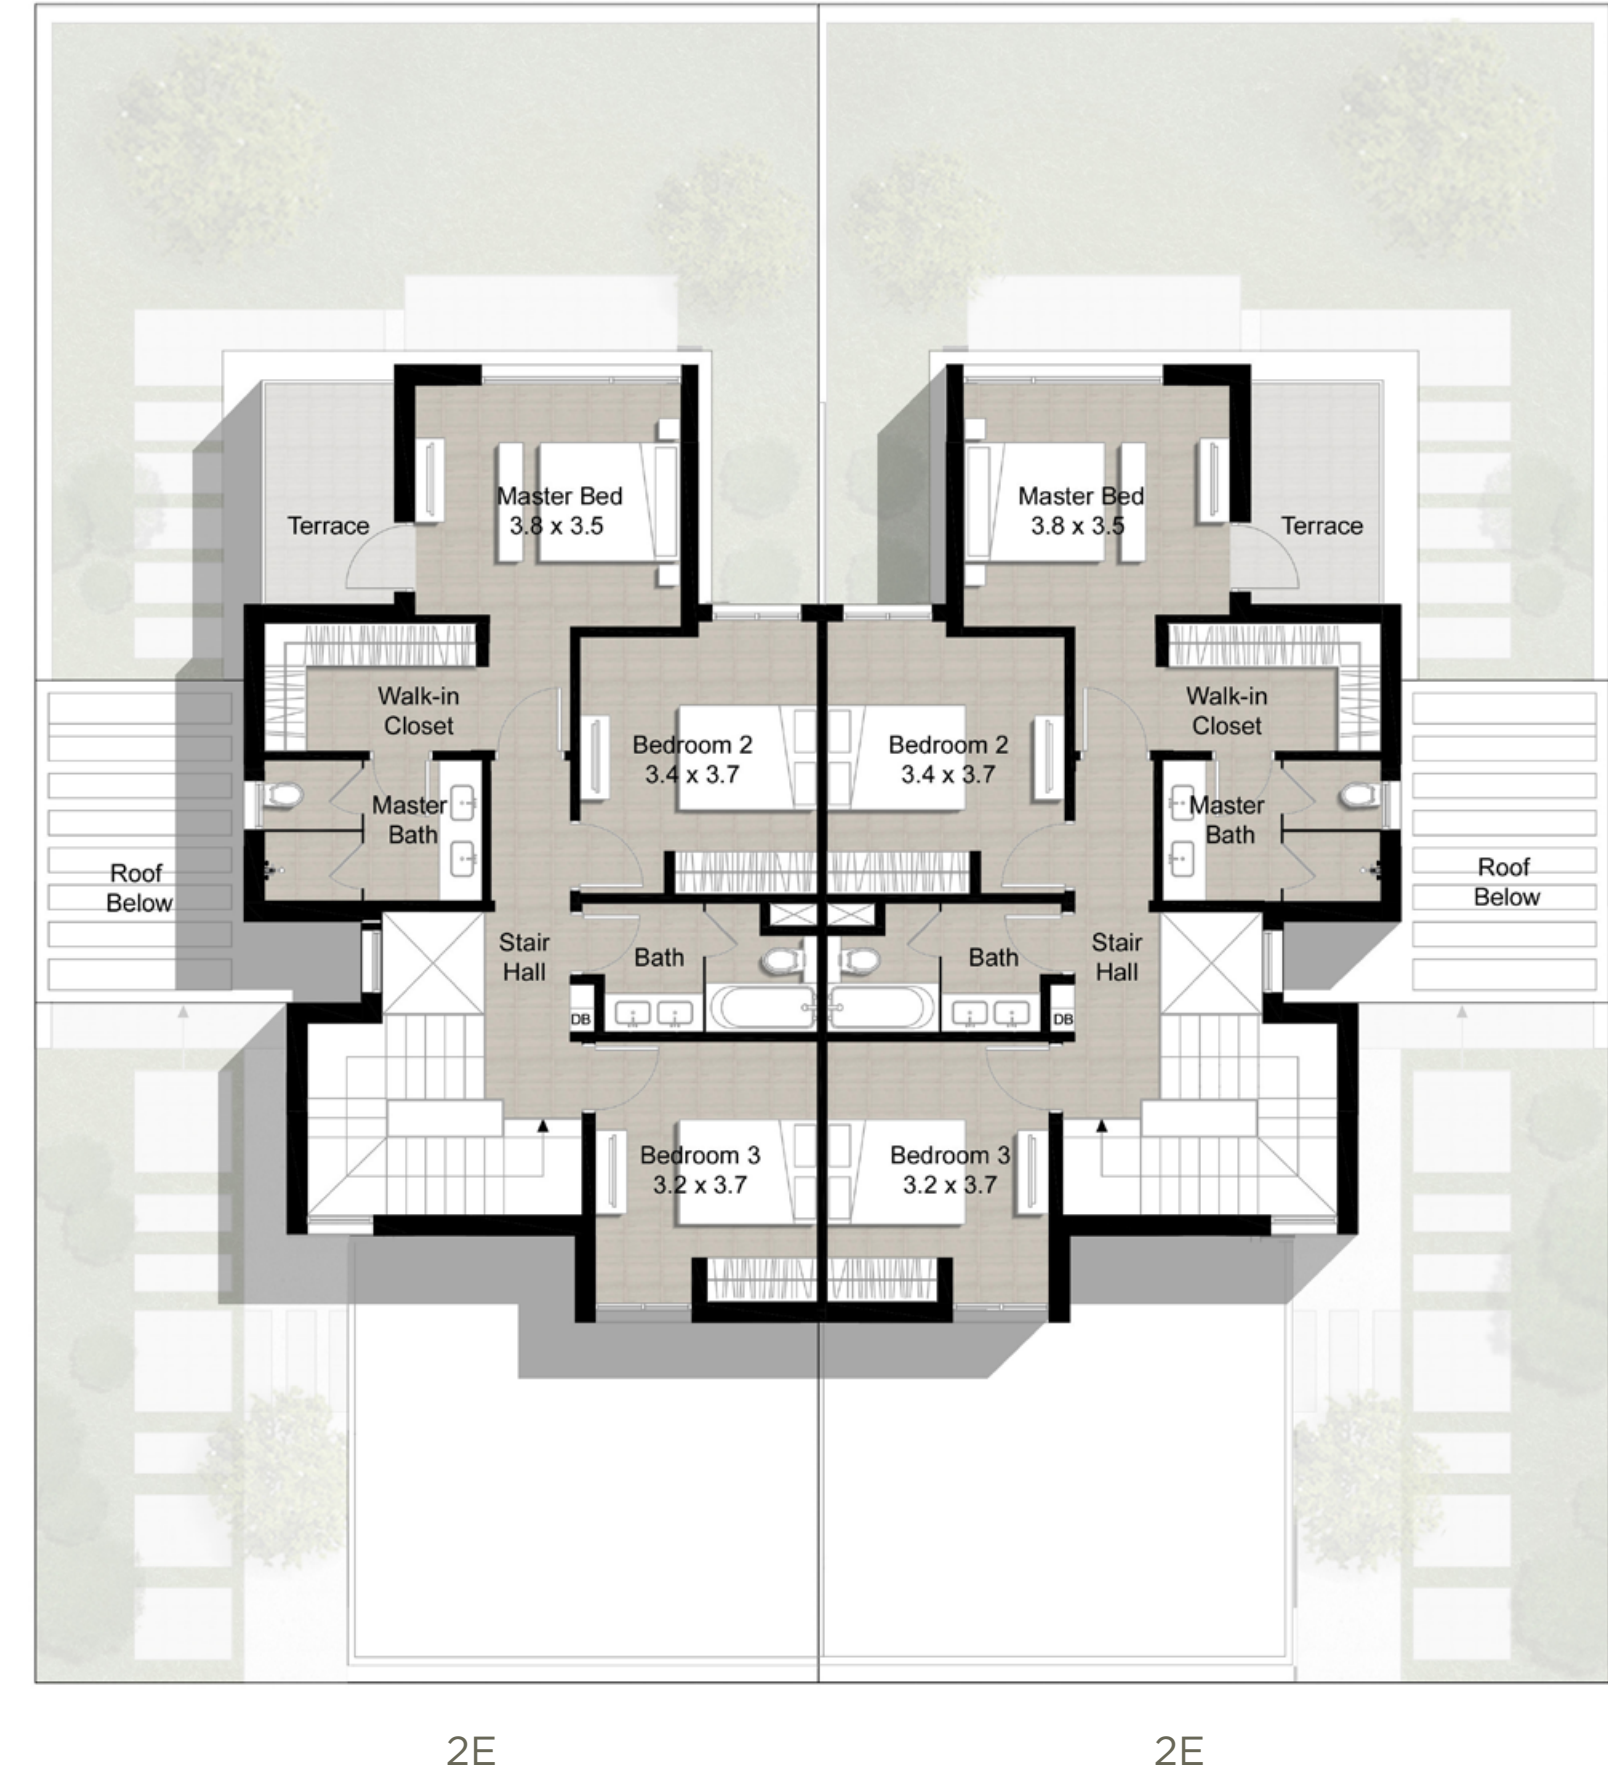 Master Bed
3.8 x 3.5
Master Bed
3.8 x 3.5
Terrace
Terrace
Walk-in
Closet
Walk-in
Closet
Bedroom 2
3.4 x 3.7
Bedroom 2
3.4 x 3.7
Master
Bath
Master
Bath
Roof
Below
Roof
Below
Stair
Hall
Bath
Bath
Stair
Hall
DB
DB
Bedroom 3
3.2 x 3.7
Bedroom 3
3.2 x 3.7
2E
2E